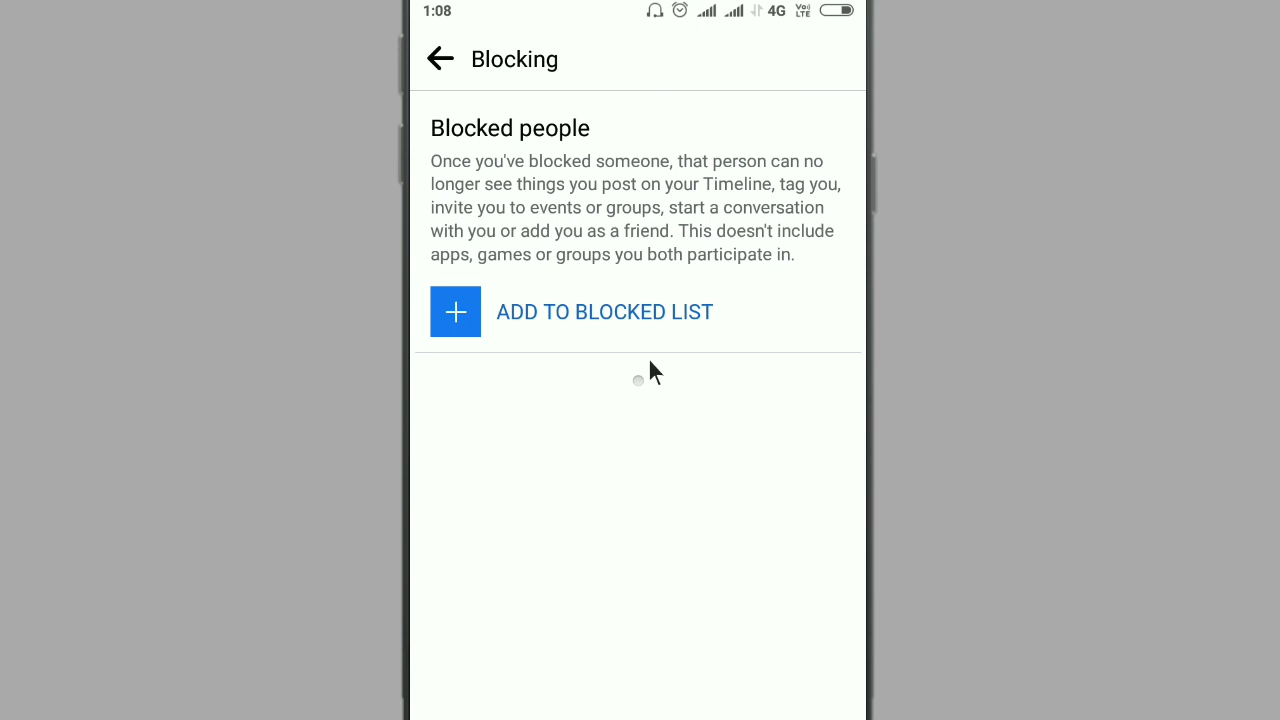 1:08
4G
Vo)
LTE
Blocking
Blocked people
Once you've blocked someone, that person can no
longer see things you post on your Timeline, tag you,
invite you to events or groups, start a conversation
with you or add you as a friend. This doesn't include
apps, games or groups you both participate in.
ADD TO BLOCKED LIST